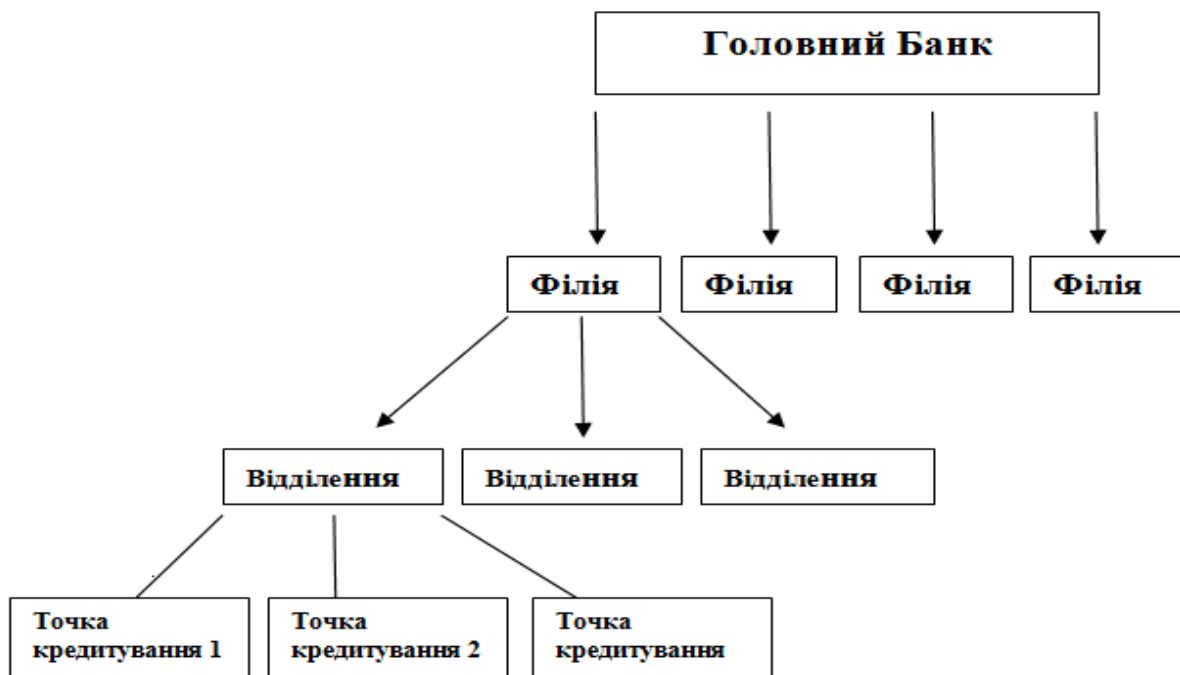 Головний Банк
Філія
Філія
Філія
Філія
Відділення
Відділення
Відділення
Точка
кредитування 1
Точка
кредитування 2
Точка
кредитування